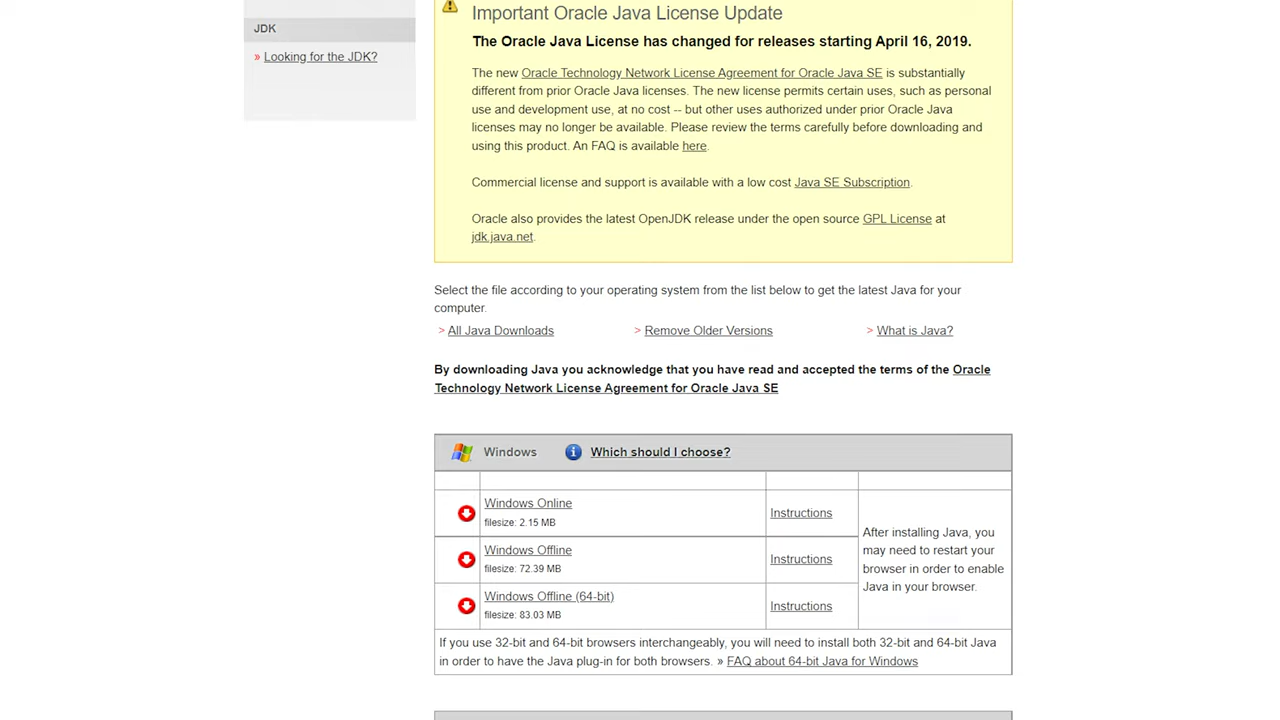 JDK
» Looking for the JDK?
Important Oracle Java License Update
The Oracle Java License has changed for releases starting April 16, 2019.
The new Oracle Technology Network License Agreement for Oracle Java SE is substantially
different from prior Oracle Java licenses. The new license permits certain uses, such as personal
use and development use, at no cost -- but other uses authorized under prior Oracle Java
licenses may no longer be available. Please review the terms carefully before downloading and
using this product. An FAQ is available here.
Commercial license and support is available with a low cost Java SE Subscription.
Oracle also provides the latest OpenJDK release under the open source GPL License at
jdk.java.net.
Select the file according to your operating system from the list below to get the latest Java for your
computer.
> All Java Downloads > Remove Older Versions > What is Java?
By downloading Java you acknowledge that you have read and accepted the terms of the Oracle
Technology Network License Agreement for Oracle Java SE
Windows Which should I choose?
Windows Online
filesize: 2.15 MB
Instructions
Windows Offline
filesize: 72.39 MB
Instructions
Windows Offline (64-bit)
filesize: 83.03 MB
Instructions
After installing Java, you
may need to restart your
browser in order to enable
Java in your browser.
If you use 32-bit and 64-bit browsers interchangeably, you will need to install both 32-bit and 64-bit Java
in order to have the Java plug-in for both browsers. » FAQ about 64-bit Java for Windows